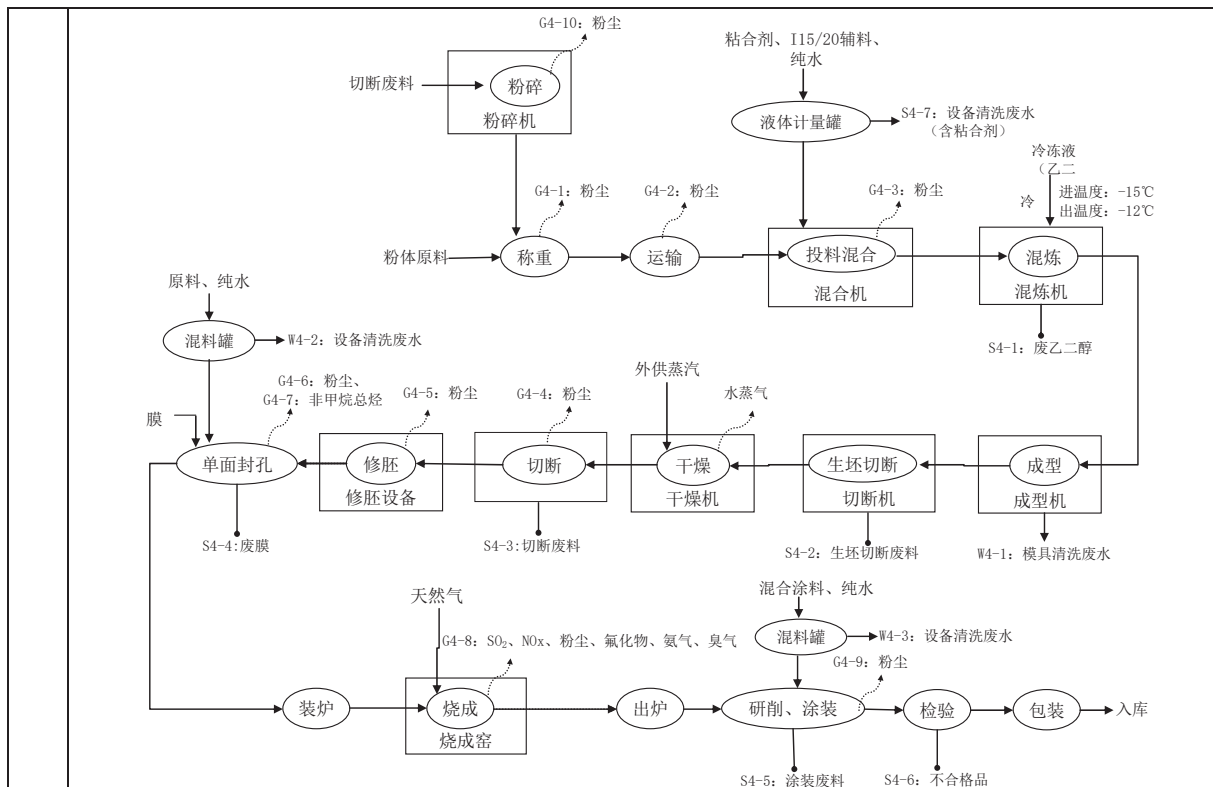 G4-10：粉尘
切断废料
粉碎
粉碎机
粘合剂、I15/20辅料、
纯水
液体计量罐
S4-7：设备清洗废水
（含粘合剂）
冷冻液
（乙二
冷
进温度：-15℃
出温度：-12℃
G4-1：粉尘
G4-2：粉尘
G4-3：粉尘
粉体原料
称重
运输
投料混合
混合机
混炼
混炼机
S4-1：废乙二醇
原料、纯水
混料罐
W4-2：设备清洗废水
G4-6：粉尘、
G4-7：非甲烷总烃
G4-5：粉尘
G4-4：粉尘
外供蒸汽
水蒸气
膜
单面封孔
修胚
修胚设备
切断
干燥
干燥机
生坯切断
切断机
成型
成型机
S4-4:废膜
S4-3:切断废料
S4-2：生坯切断废料
W4-1：模具清洗废水
天然气
G4-8：SO₂、NOx、粉尘、氟化物、氨气、臭气
混合涂料、纯水
混料罐
W4-3：设备清洗废水
G4-9：粉尘
装炉
烧成
烧成窑
出炉
研削、涂装
检验
包装
入库
S4-5：涂装废料
S4-6：不合格品